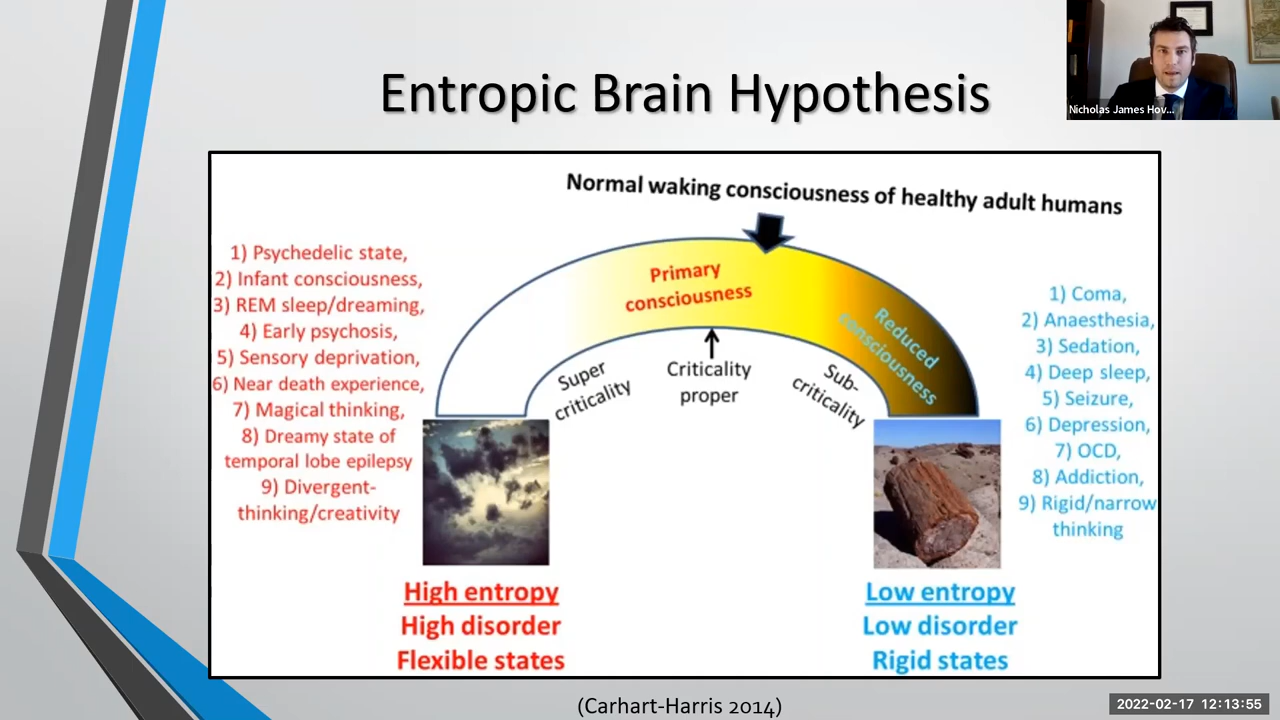 Entropic Brain Hypothesis
Nicholas James Hov...
Normal waking consciousness of healthy adult humans
1) Psychedelic state,
2) Infant consciousness,
3) REM sleep/dreaming,
4) Early psychosis,
5) Sensory deprivation,
6) Near death experience,
7) Magical thinking,
8) Dreamy state of
temporal lobe epilepsy
9) Divergent-
thinking/creativity
Primary
consciousness
Reduced
consciousness
Super
criticality
Criticality
proper
Sub-
criticality
1) Coma,
2) Anaesthesia,
3) Sedation,
4) Deep sleep,
5) Seizure,
6) Depression,
7) OCD,
8) Addiction,
9) Rigid/narrow
thinking
High entropy
High disorder
Flexible states
Low entropy
Low disorder
Rigid states
(Carhart-Harris 2014)
2022-02-17 12:13:55